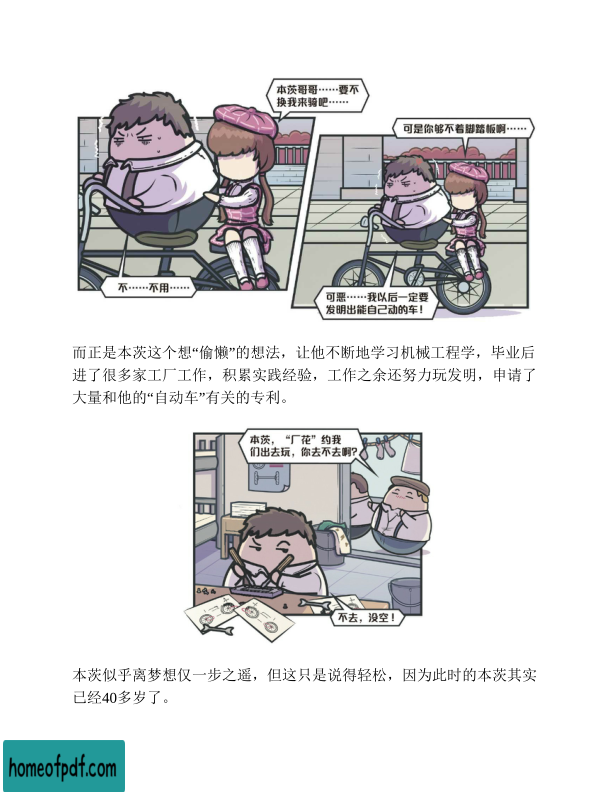 本茨哥哥……要不
换我来骑吧……
可是你够不着脚踏板啊……
不……不用……
可恶……我以后一定要
发明出能自己动的车！
而正是本茨这个想“偷懒”的想法，让他不断地学习机械工程学，毕业后
进了很多家工厂工作，积累实践经验，工作之余还努力玩发明，申请了
大量和他的“自动车”有关的专利。
本茨，“厂花”约我
们出去玩，你去不去啊？
不去，没空！
本茨似乎离梦想仅一步之遥，但这只是说得轻松，因为此时的本茨其实
已经40多岁了。
homeofpdf.com